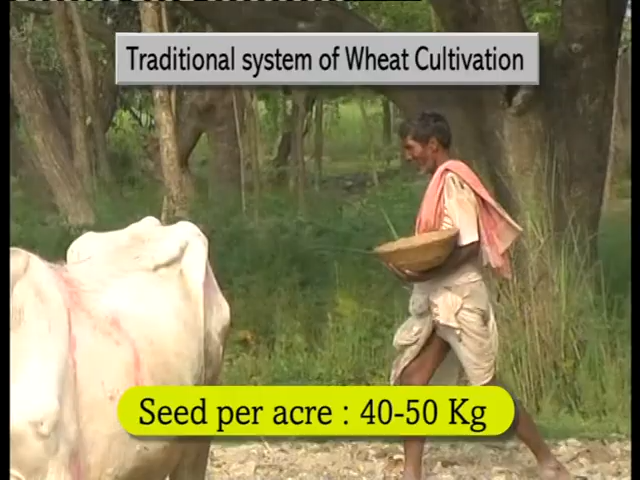 Traditional system of Wheat Cultivation
Seed per acre : 40-50 Kg